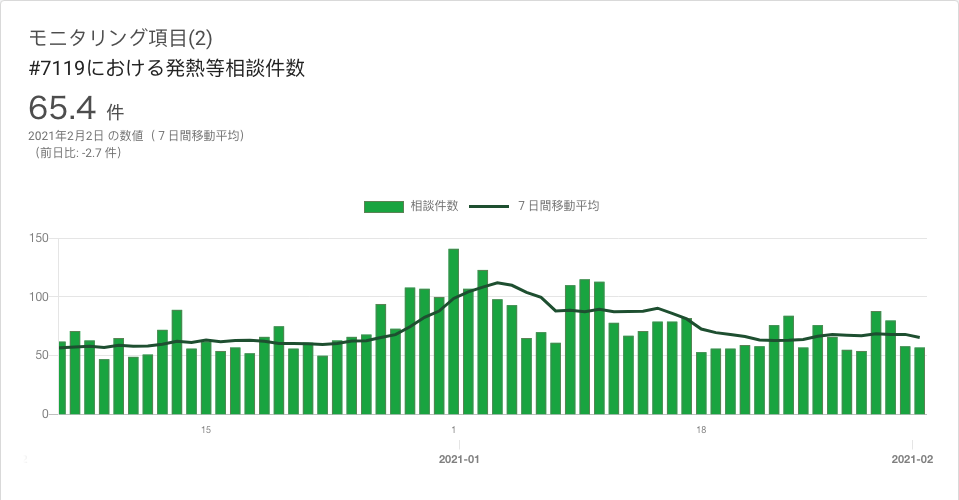 モニタリング項目(2)
#7119における発熱等相談件数
65.4 件
2021年2月2日 の数値（７日間移動平均）
（前日比: -2.7 件）
相談件数 ７日間移動平均
150
100
50
0
15 1 18
2021-01 2021-02